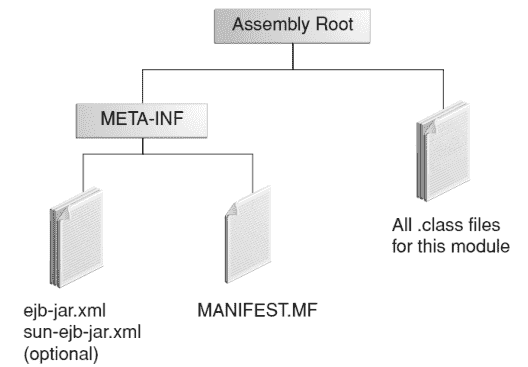 Assembly Root
META-INF
All .class files
for this module
ejb-jar.xml
sun-ejb-jar.xml
(optional)
MANIFEST.MF